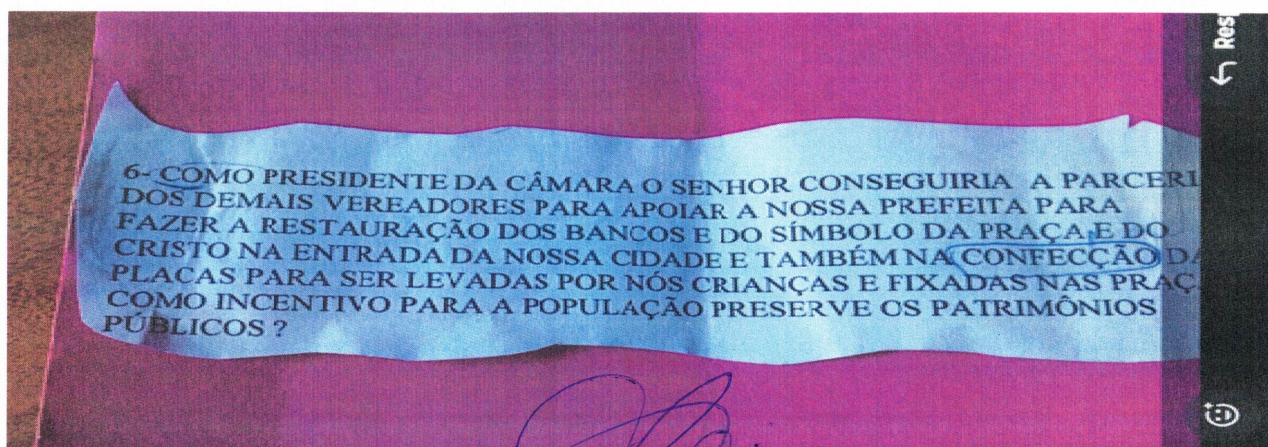 6- COMO PRESIDENTE DA CÂMARA O SENHOR CONSEGUIRIA A PARCERI
DOS DEMAIS VEREADORES PARA APOIAR A NOSSA PREFEITA PARA
FAZER A RESTAURAÇÃO DOS BANCOS E DO SÍMBOLO DA PRAÇA E DO
CRISTO NA ENTRADA DA NOSSA CIDADE E TAMBÉM NA CONFECÇÃO DA
PLACAS PARA SER LEVADAS POR NÓS CRIANÇAS E FIXADAS NAS PRAÇA
COMO INCENTIVO PARA A POPULAÇÃO PRESERVE OS PATRIMÔNIOS
PÚBLICOS ?
Res